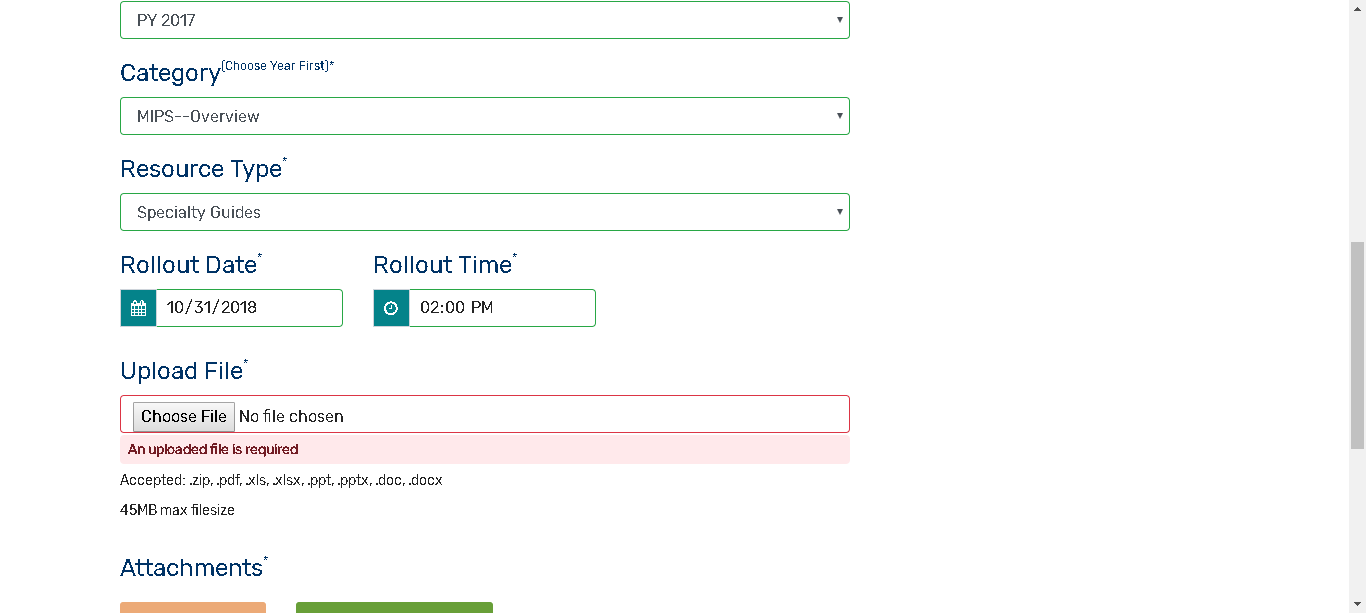 PY 2017
Category(Choose Year First)*
MIPS--Overview
Resource Type*
Specialty Guides
Rollout Date* Rollout Time*
10/31/2018 02:00 PM
Upload File*
Choose File No file chosen
An uploaded file is required
Accepted: .zip, .pdf, .xls, .xlsx, .ppt, .pptx, .doc, .docx
45MB max filesize
Attachments*